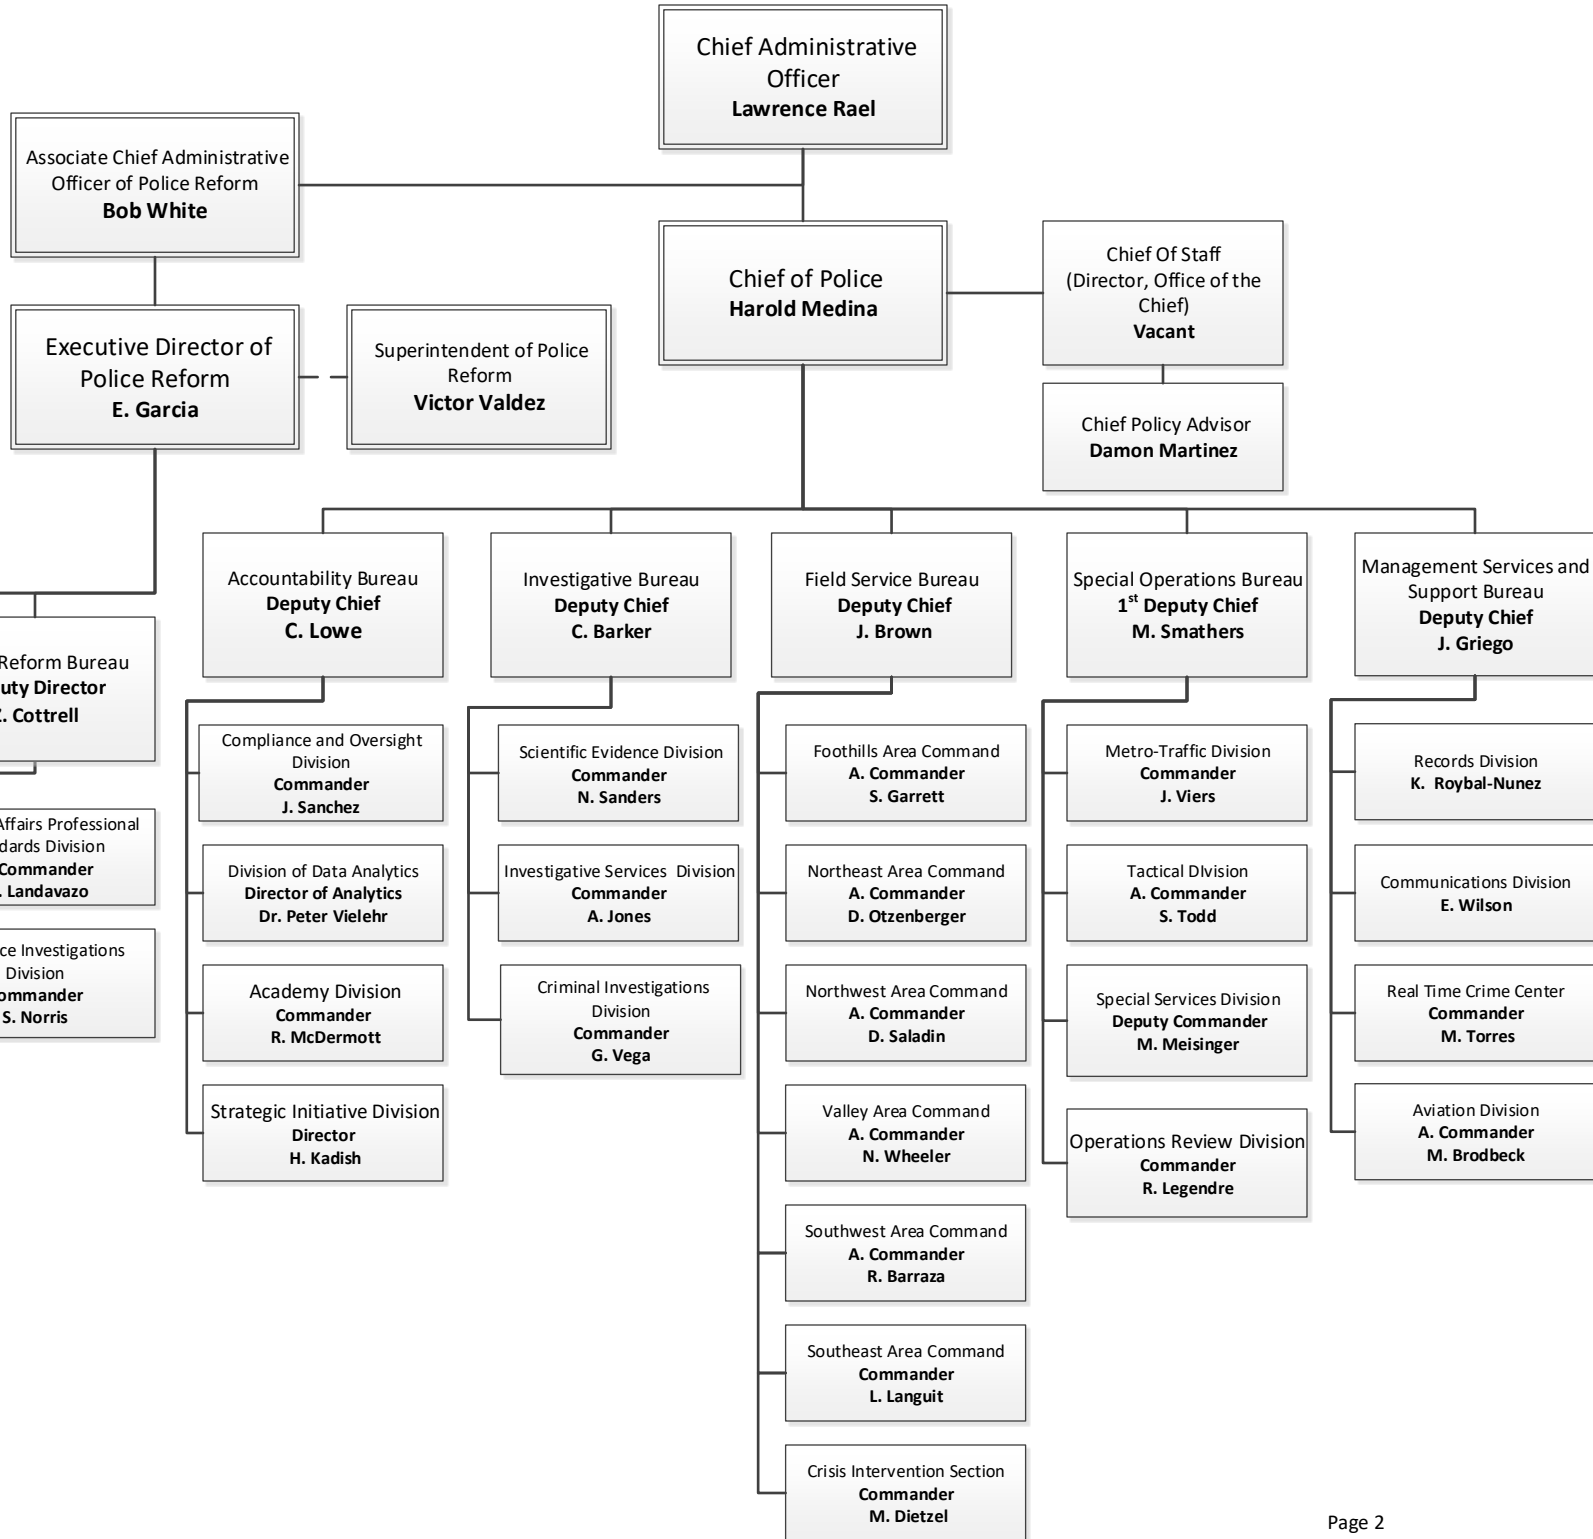 Chief Administrative
Officer
Lawrence Rael
Associate Chief Administrative
Officer of Police Reform
Bob White
Chief of Police
Harold Medina
Chief Of Staff
(Director, Office of the
Chief)
Vacant
Executive Director of
Police Reform
E. Garcia
Superintendent of Police
Reform
Victor Valdez
Chief Policy Advisor
Damon Martinez
Reform Bureau
uty Director
. Cottrell
Affairs Professional
dards Division
Commander
. Landavazo
ce Investigations
Division
ommander
S. Norris
Accountability Bureau
Deputy Chief
C. Lowe
Compliance and Oversight
Division
Commander
J. Sanchez
Division of Data Analytics
Director of Analytics
Dr. Peter Vielehr
Academy Division
Commander
R. McDermott
Strategic Initiative Division
Director
H. Kadish
Investigative Bureau
Deputy Chief
C. Barker
Scientific Evidence Division
Commander
N. Sanders
Investigative Services Division
Commander
A. Jones
Criminal Investigations
Division
Commander
G. Vega
Field Service Bureau
Deputy Chief
J. Brown
Foothills Area Command
A. Commander
S. Garrett
Northeast Area Command
A. Commander
D. Otzenberger
Northwest Area Command
A. Commander
D. Saladin
Valley Area Command
A. Commander
N. Wheeler
Southwest Area Command
A. Commander
R. Barraza
Southeast Area Command
Commander
L. Languit
Crisis Intervention Section
Commander
M. Dietzel
Special Operations Bureau
1st Deputy Chief
M. Smathers
Metro-Traffic Division
Commander
J. Viers
Tactical DIvision
A. Commander
S. Todd
Special Services Division
Deputy Commander
M. Meisinger
Operations Review Division
Commander
R. Legendre
Management Services and
Support Bureau
Deputy Chief
J. Griego
Records Division
K. Roybal-Nunez
Communications Division
E. Wilson
Real Time Crime Center
Commander
M. Torres
Aviation Division
A. Commander
M. Brodbeck
Page 2